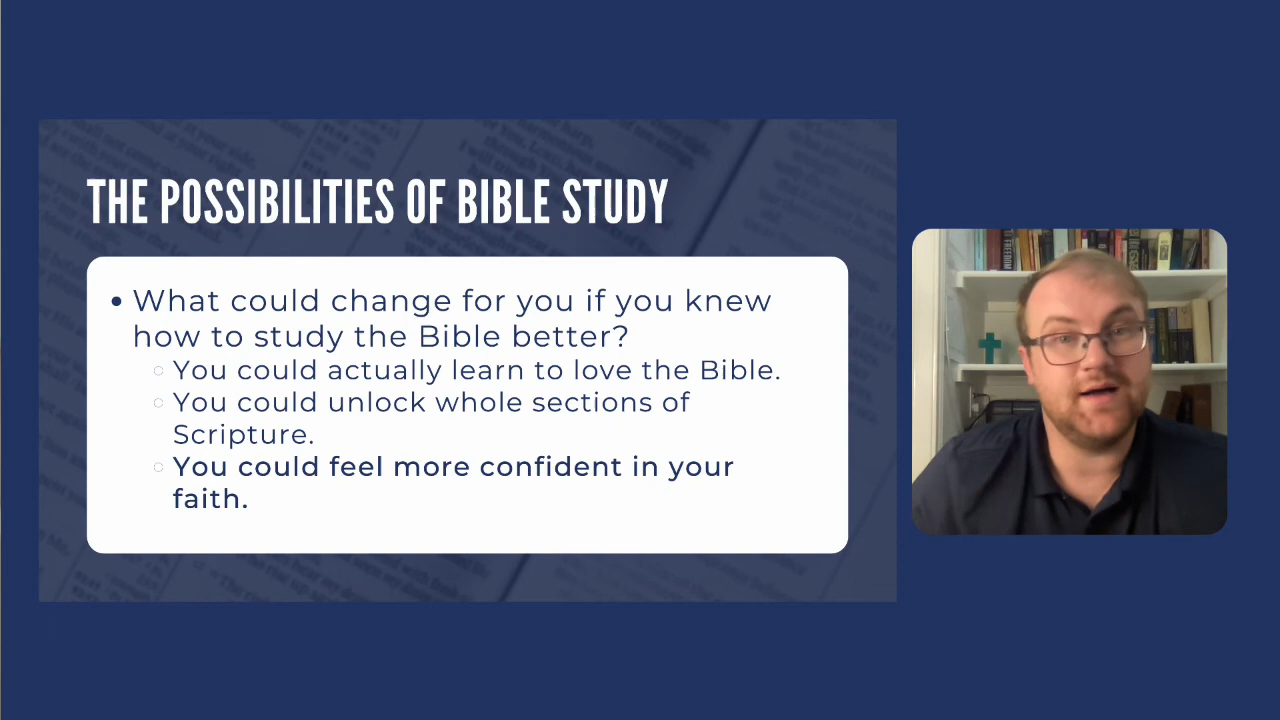 THE POSSIBILITIES OF BIBLE STUDY
• What could change for you if you knew
how to study the Bible better?
◦ You could actually learn to love the Bible.
◦ You could unlock whole sections of
Scripture.
◦ You could feel more confident in your
faith.